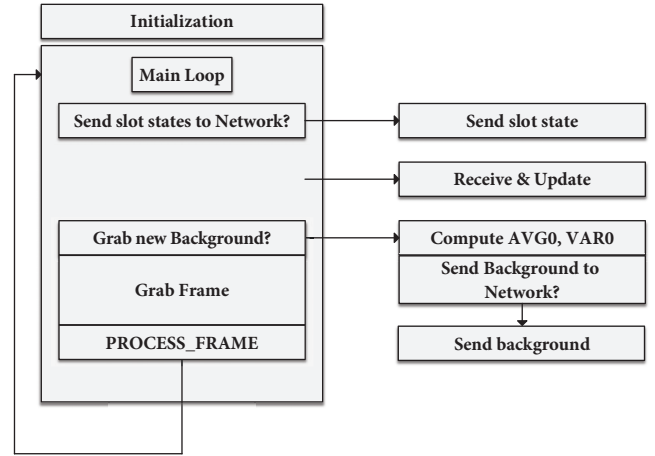 Initialization
Main Loop
Send slot states to Network?
Send slot state
Receive & Update
Grab new Background?
Compute AVG0, VAR0
Grab Frame
Send Background to
Network?
PROCESS_FRAME
Send background